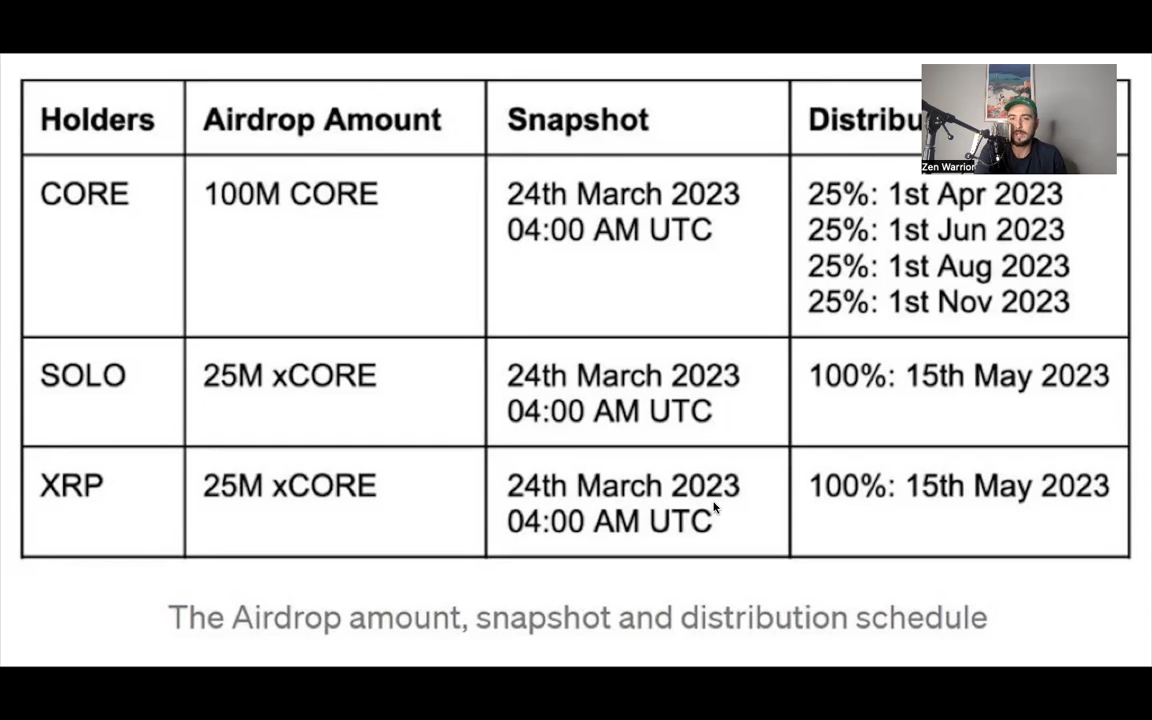 Holders Airdrop Amount Snapshot Distribu
Zen Warrior
CORE 100M CORE 24th March 2023 25%: 1st Apr 2023
04:00 AM UTC 25%: 1st Jun 2023
25%: 1st Aug 2023
25%: 1st Nov 2023
SOLO 25M xCORE 24th March 2023 100%: 15th May 2023
04:00 AM UTC
XRP 25M xCORE 24th March 2023 100%: 15th May 2023
04:00 AM UTC
The Airdrop amount, snapshot and distribution schedule